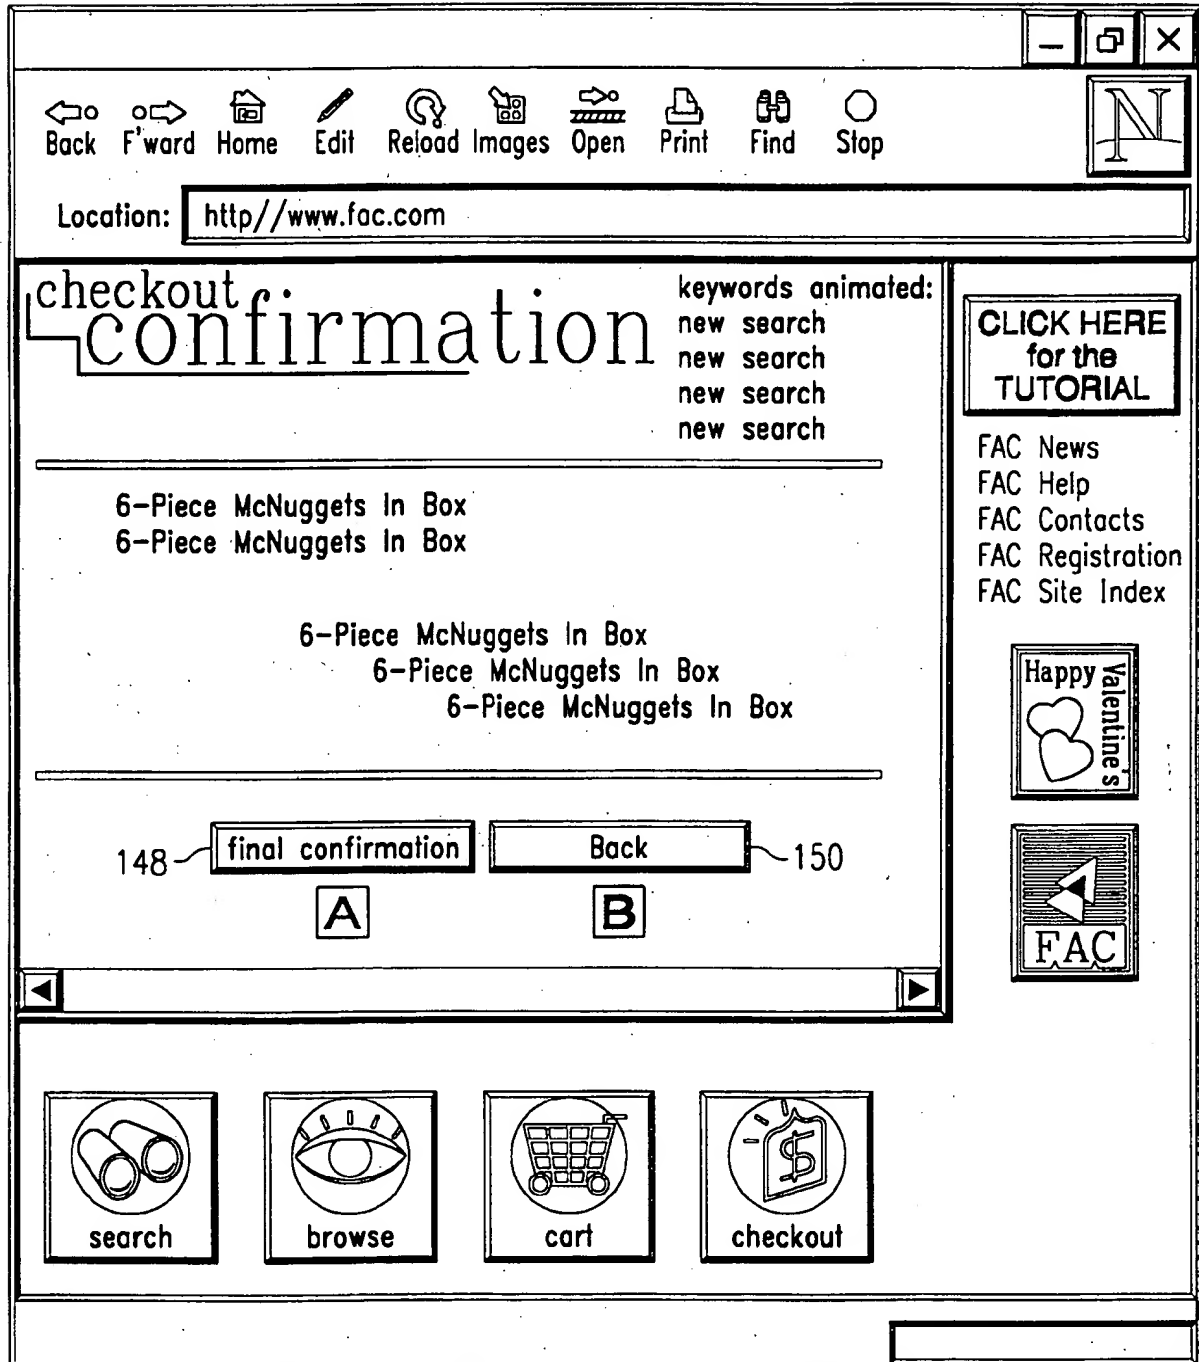 Back F'ward Home Edit Reload Images Open Print Find Stop
N
Location: http//www.fac.com
checkout
confirmation
keywords animated:
new search
new search
new search
new search
CLICK HERE
for the
TUTORIAL
FAC News
FAC Help
FAC Contacts
FAC Registration
FAC Site Index
6-Piece McNuggets In Box
6-Piece McNuggets In Box
6-Piece McNuggets In Box
6-Piece McNuggets In Box
6-Piece McNuggets In Box
Happy
Valentine's
148 final confirmation Back 150
A B
FAC
search browse cart checkout